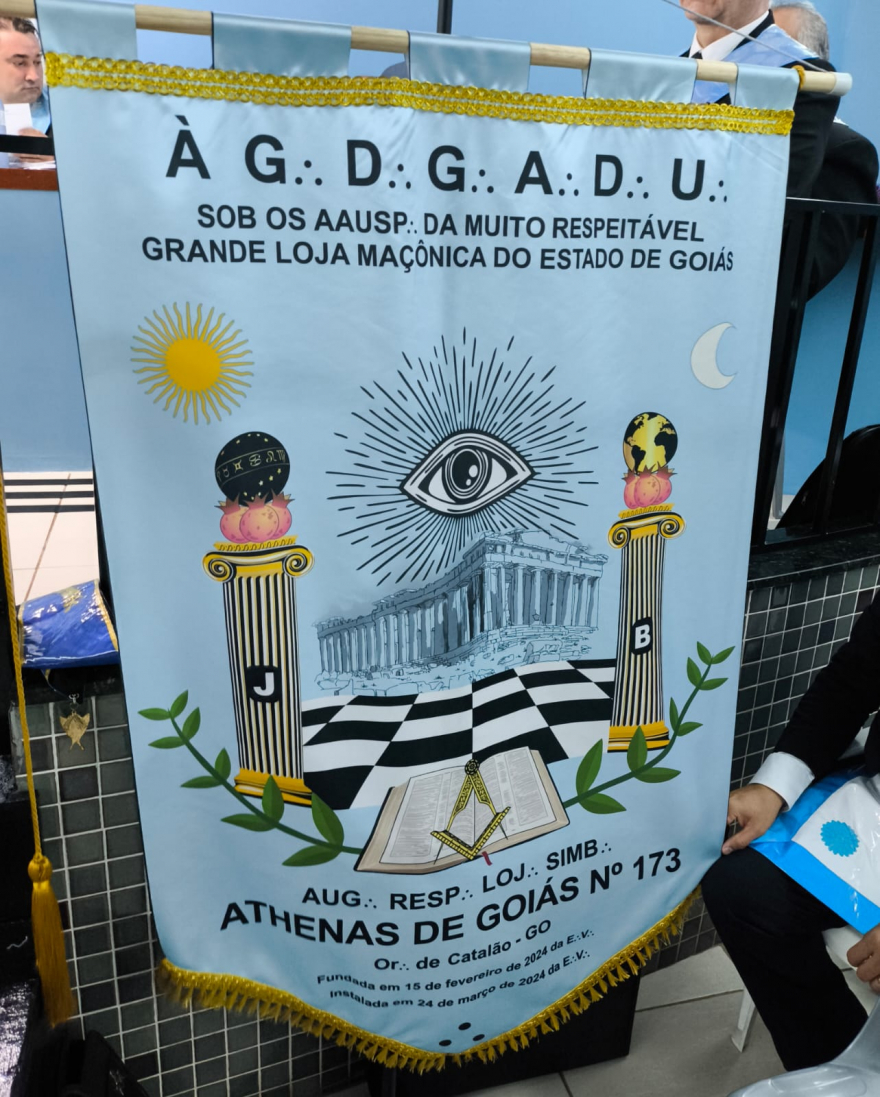 À G∴ D∴ G∴ A∴ D∴ U∴
SOB OS AAUSP∴ DA MUITO RESPEITÁVEL
GRANDE LOJA MAÇÔNICA DO ESTADO DE GOIÁS
J
B
AUG∴ RESP∴ LOJ∴ SIMB∴
ATHENAS DE GOIÁS Nº 173
Or∴ de Catalão - GO
Fundada em 15 de fevereiro de 2024 da E∴V∴
Instalada em 24 de março de 2024 da E∴V∴